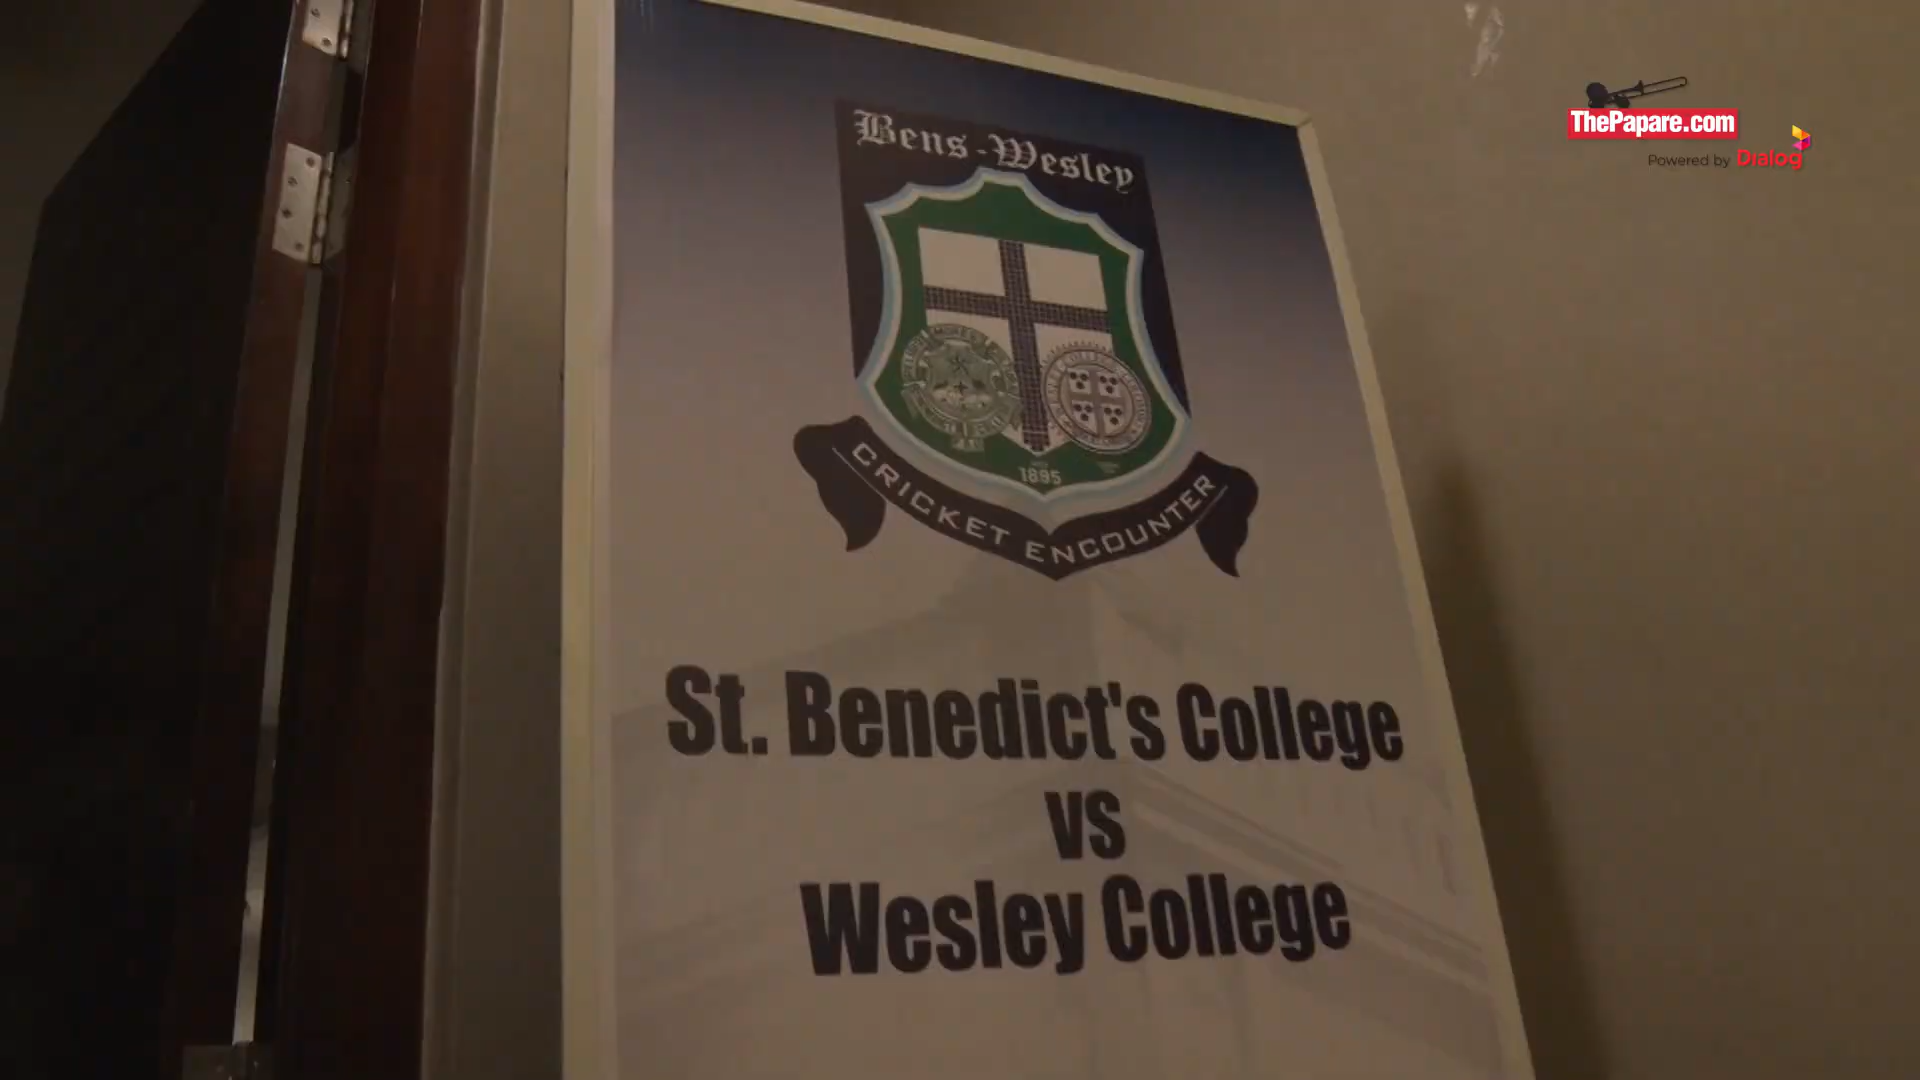 ThePapare.com
Powered by Dialog
Bens-Wesley
1895
CRICKET ENCOUNTER
St. Benedict's College
vs
Wesley College